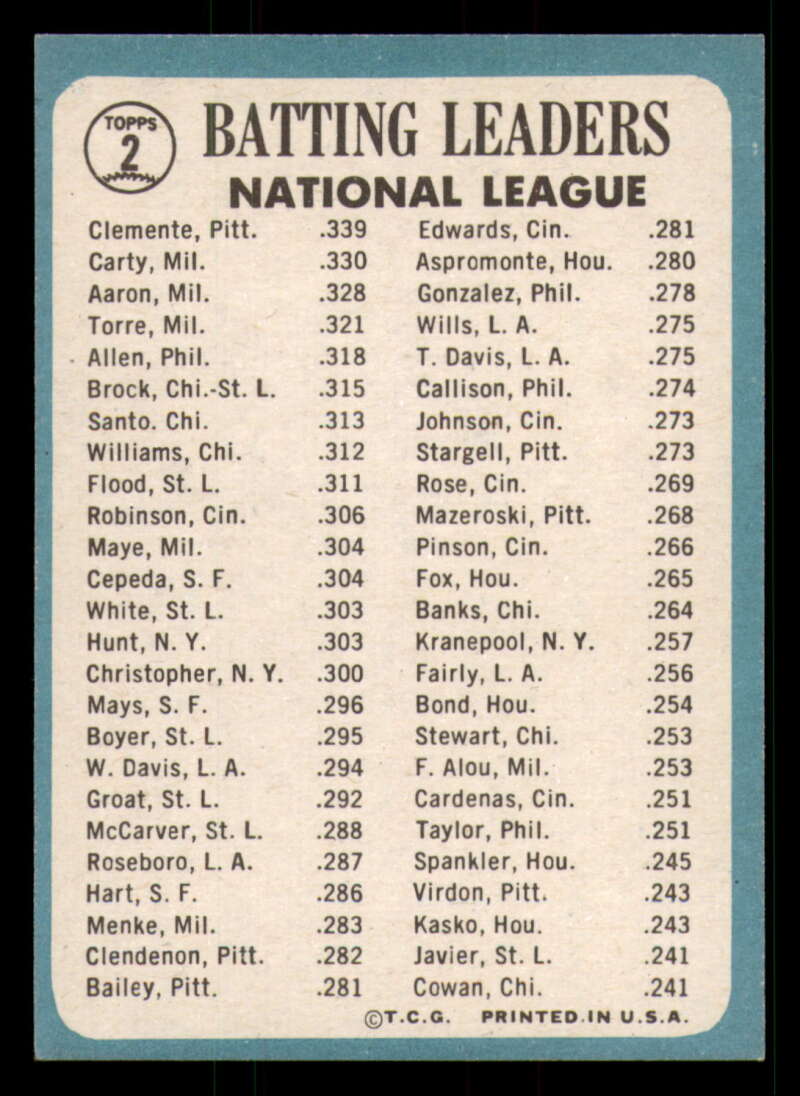 TOPPS
2
BATTING LEADERS
NATIONAL LEAGUE
Clemente, Pitt. .339
Carty, Mil. .330
Aaron, Mil. .328
Torre, Mil. .321
Allen, Phil. .318
Brock, Chi.-St. L. .315
Santo. Chi. .313
Williams, Chi. .312
Flood, St. L. .311
Robinson, Cin. .306
Maye, Mil. .304
Cepeda, S. F. .304
White, St. L. .303
Hunt, N. Y. .303
Christopher, N. Y. .300
Mays, S. F. .296
Boyer, St. L. .295
W. Davis, L. A. .294
Groat, St. L. .292
McCarver, St. L. .288
Roseboro, L. A. .287
Hart, S. F. .286
Menke, Mil. .283
Clendenon, Pitt. .282
Bailey, Pitt. .281
Edwards, Cin. .281
Aspromonte, Hou. .280
Gonzalez, Phil. .278
Wills, L. A. .275
T. Davis, L. A. .275
Callison, Phil. .274
Johnson, Cin. .273
Stargell, Pitt. .273
Rose, Cin. .269
Mazeroski, Pitt. .268
Pinson, Cin. .266
Fox, Hou. .265
Banks, Chi. .264
Kranepool, N. Y. .257
Fairly, L. A. .256
Bond, Hou. .254
Stewart, Chi. .253
F. Alou, Mil. .253
Cardenas, Cin. .251
Taylor, Phil. .251
Spankler, Hou. .245
Virdon, Pitt. .243
Kasko, Hou. .243
Javier, St. L. .241
Cowan, Chi. .241
©T.C.G. PRINTED IN U.S.A.